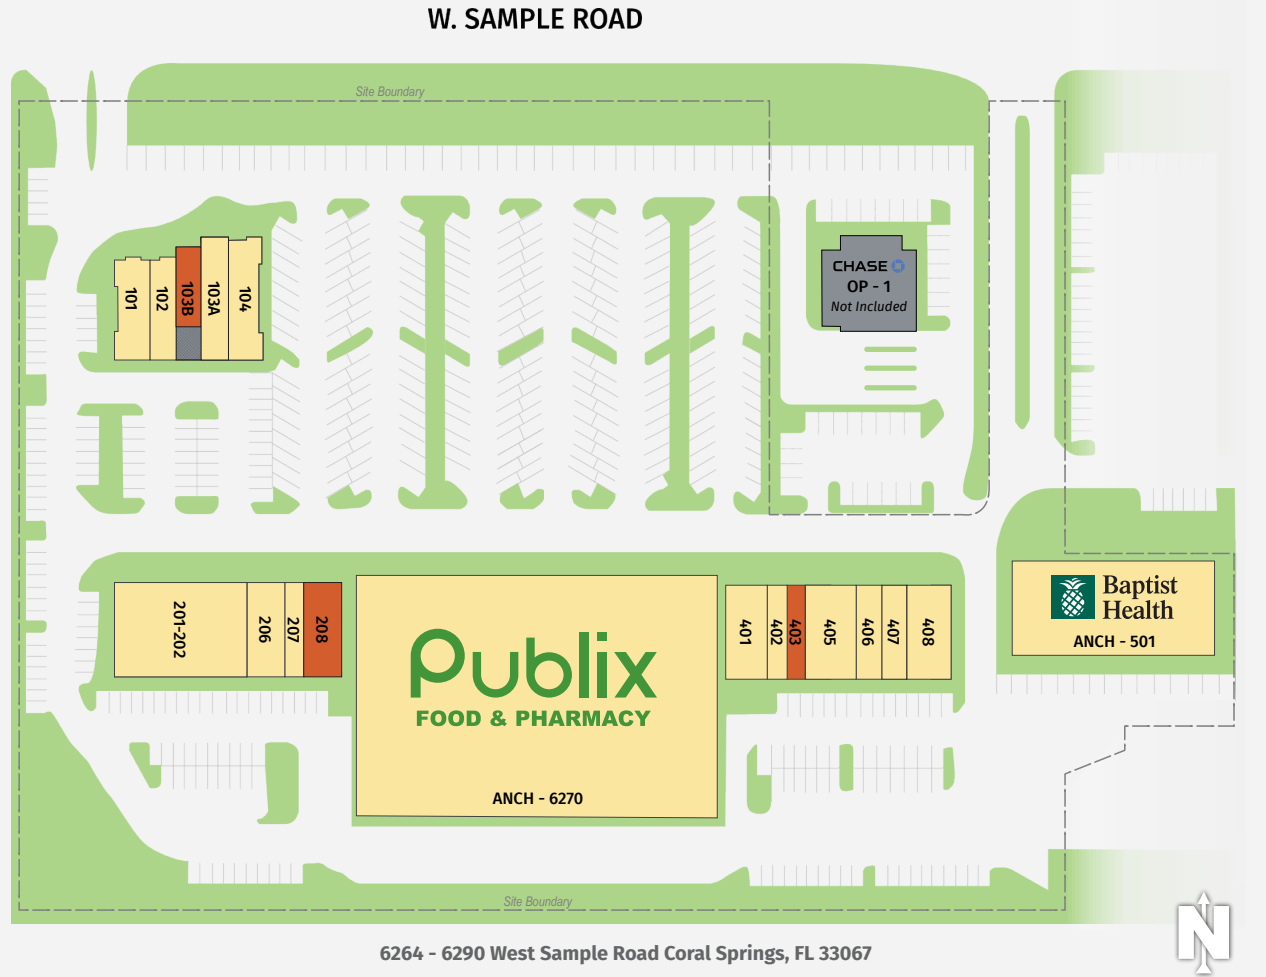 W. SAMPLE ROAD
Site Boundary
101
102
103B
103A
104
CHASE
OP - 1
Not Included
201-202
206
207
208
Publix
FOOD & PHARMACY
ANCH - 6270
401
402
403
405
406
407
408
Baptist
Health
ANCH - 501
Site Boundary
6264 - 6290 West Sample Road Coral Springs, FL 33067
N